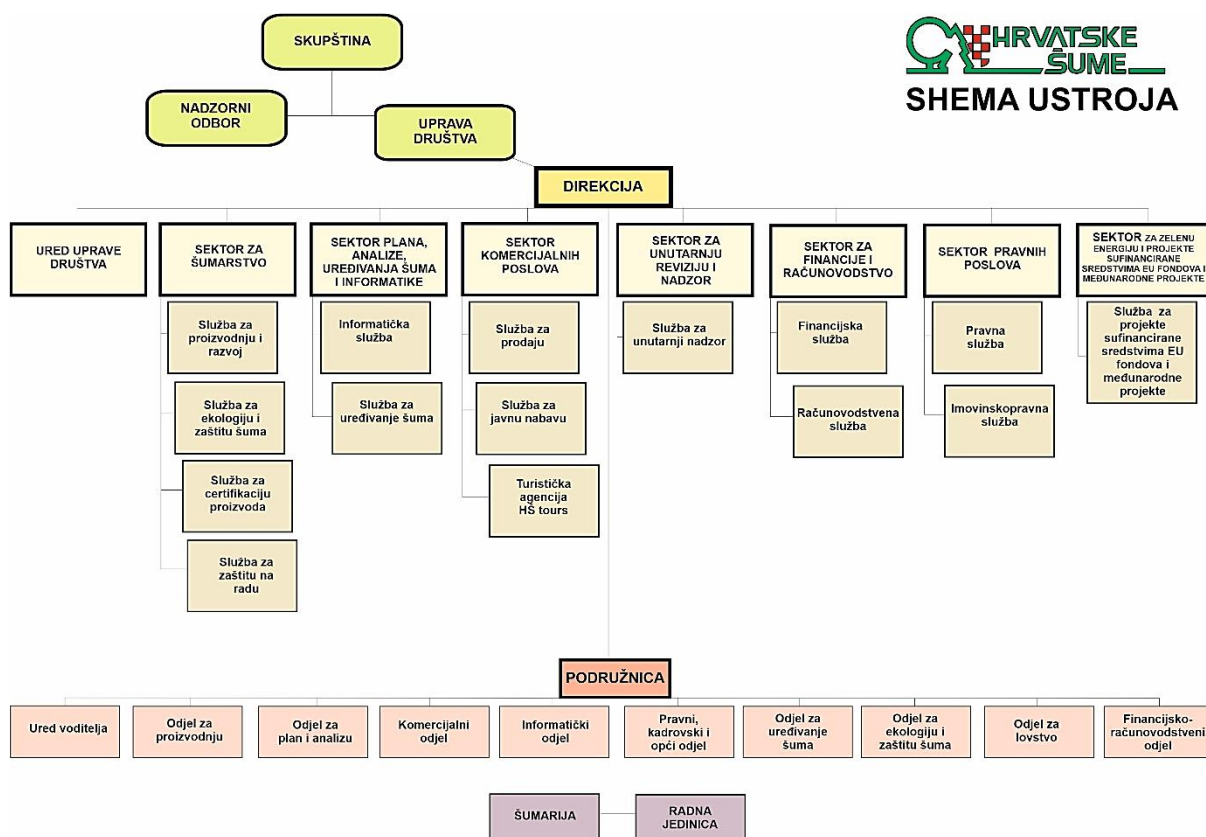 SKUPŠTINA
HRVATSKE
ŠUME
SHEMA USTROJA
NADZORNI
ODBOR
UPRAVA
DRUŠTVA
DIREKCIJA
URED UPRAVE
DRUŠTVA
SEKTOR ZA
ŠUMARSTVO
SEKTOR PLANA,
ANALIZE,
UREĐIVANJA ŠUMA
I INFORMATIKE
SEKTOR
KOMERCIJALNIH
POSLOVA
SEKTOR ZA
UNUTARNJU
REVIZIJU I
NADZOR
SEKTOR ZA
FINANCIJE I
RAČUNOVODSTVO
SEKTOR PRAVNIH
POSLOVA
SEKTOR ZA ZELENU
ENERGIJU I PROJEKTE
SUFINANCIRANE
SREDSTVIMA EU FONDOVA I
MEĐUNARODNE PROJEKTE
Služba za
proizvodnju i
razvoj
Služba za
ekologiju i
zaštitu šuma
Služba za
certifikaciju
proizvoda
Služba za
zaštitu na
radu
Informatička
služba
Služba za
uređivanje šuma
Služba za
prodaju
Služba za
javnu nabavu
Turistička
agencija
HŠ tours
Služba za
unutarnji nadzor
Financijska
služba
Računovodstvena
služba
Pravna
služba
Imovinskopravna
služba
Služba za
projekte
sufinancirane
sredstvima EU
fondova i
međunarodne
projekte
PODRUŽNICA
Ured voditelja
Odjel za
proizvodnju
Odjel za
plan i analizu
Komercijalni
odjel
Informatički
odjel
Pravni,
kadrovski i
opći odjel
Odjel za
uređivanje
šuma
Odjel za
ekologiju i
zaštitu šuma
Odjel za
lovstvo
Financijsko-
računovodstveni
odjel
ŠUMARIJA
RADNA
JEDINICA